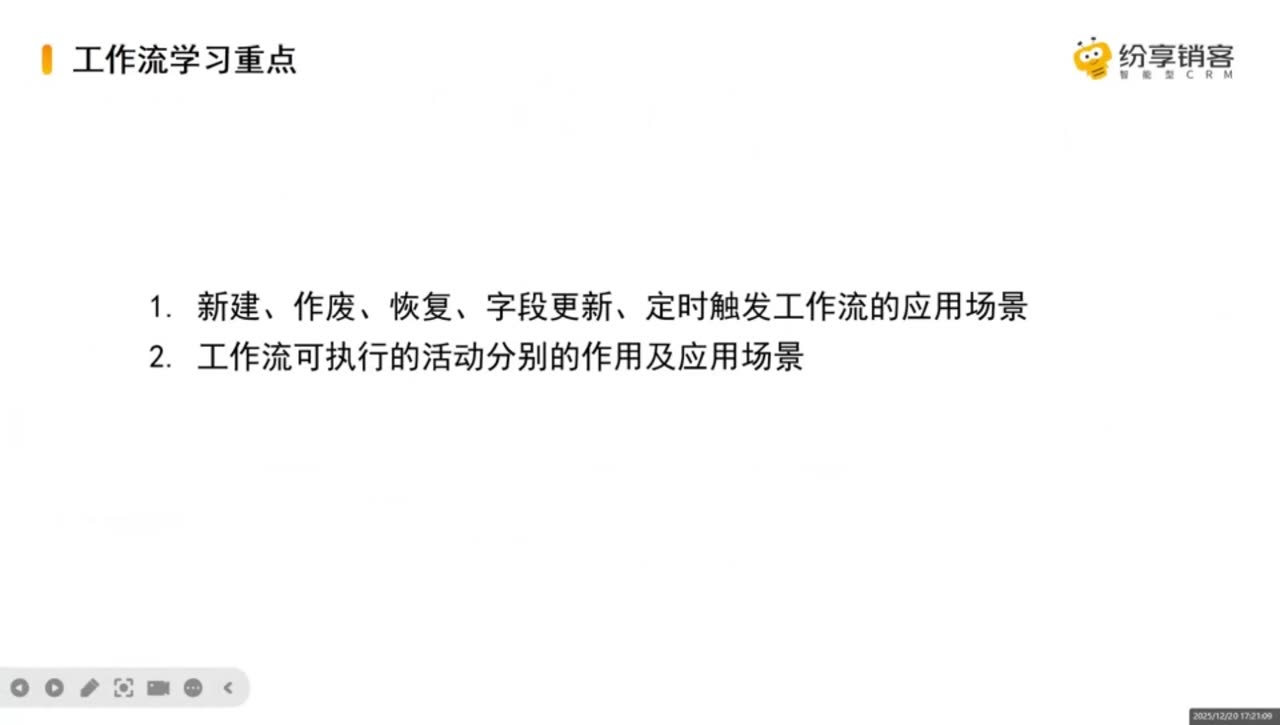 工作流学习重点
纷享销客
智能型CRM
1. 新建、作废、恢复、字段更新、定时触发工作流的应用场景
2. 工作流可执行的活动分别的作用及应用场景
2025/12/20 17:21:09